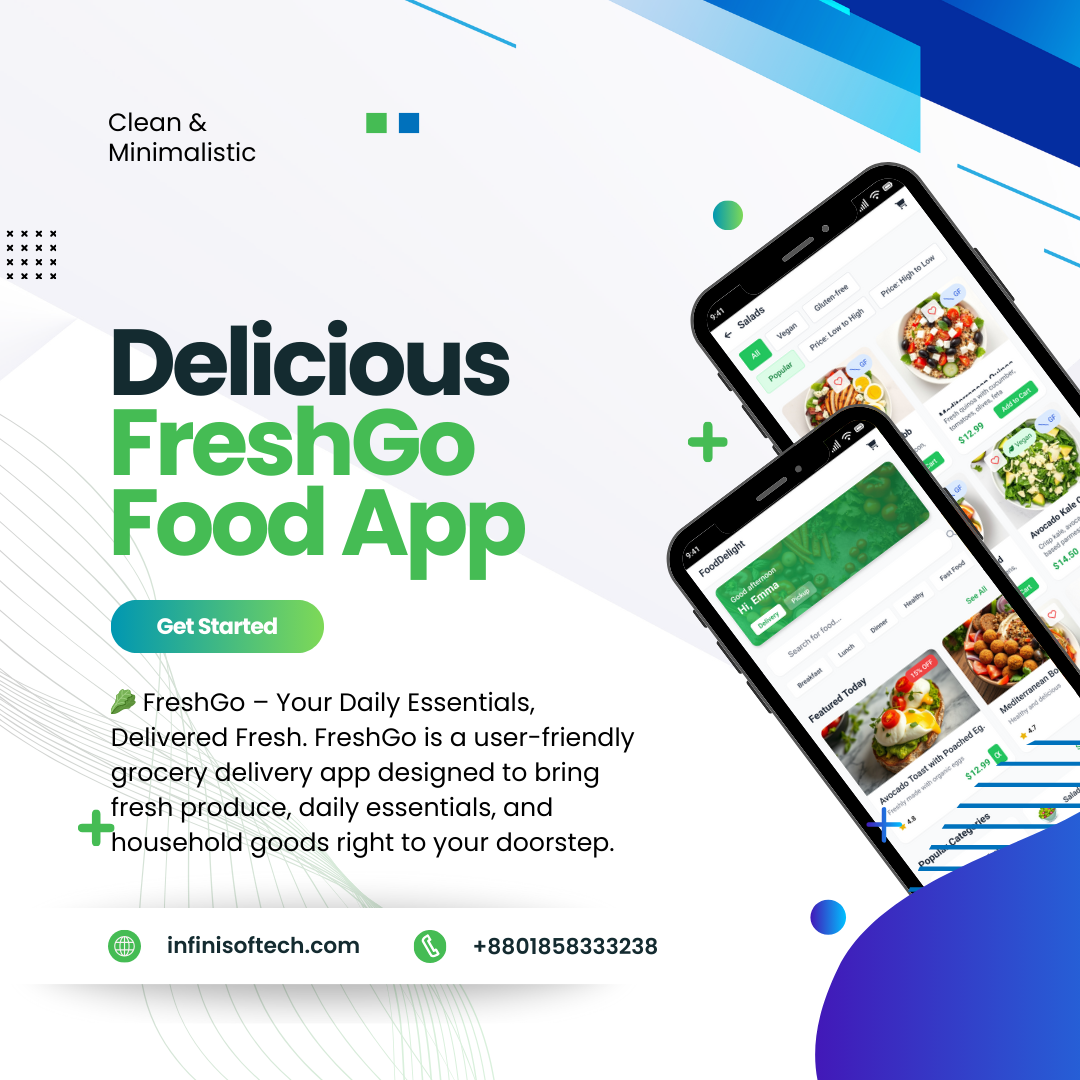 Clean &
Minimalistic
Delicious
FreshGo
Food App
Get Started
🥬 FreshGo – Your Daily Essentials,
Delivered Fresh. FreshGo is a user-friendly
grocery delivery app designed to bring
fresh produce, daily essentials, and
household goods right to your doorstep.
infinisoftech.com
+8801858333238
9:41
Salads
All
Vegan
Gluten-free
Popular
Price: Low to High
Price: High to Low
GF
GF
Fresh quinoa with cucumber,
tomatoes, olives, feta
$12.99
Add to Cart
GF
Vegan
GF
Avocado Kale
Crisp kale, avoca
based parmes
$14.50
Cart
Cart
9:41
FoodDelight
Good afternoon
Hi, Emma
Delivery
Pickup
Search for food...
Breakfast
Lunch
Dinner
Healthy
Fast Food
Featured Today
See All
15% OFF
Avocado Toast with Poached Eg.
Freshly made with organic eggs
$12.99
4.8
Mediterranean Bo
Healthy and delicious
4.7
Popular Categories
Salad